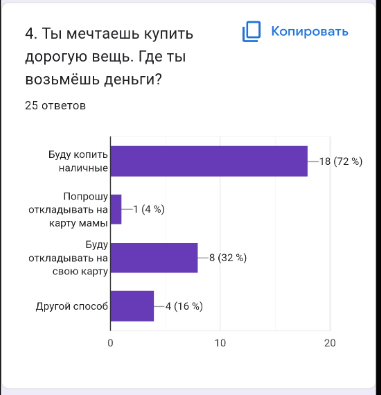 4. Ты мечтаешь купить
дорогую вещь. Где ты
возьмёшь деньги?
Копировать
25 ответов
Буду копить
наличные
18 (72 %)
Попрошу
откладывать на
карту мамы
1 (4 %)
Буду
откладывать на
свою карту
8 (32 %)
Другой способ
4 (16 %)
0
10
20